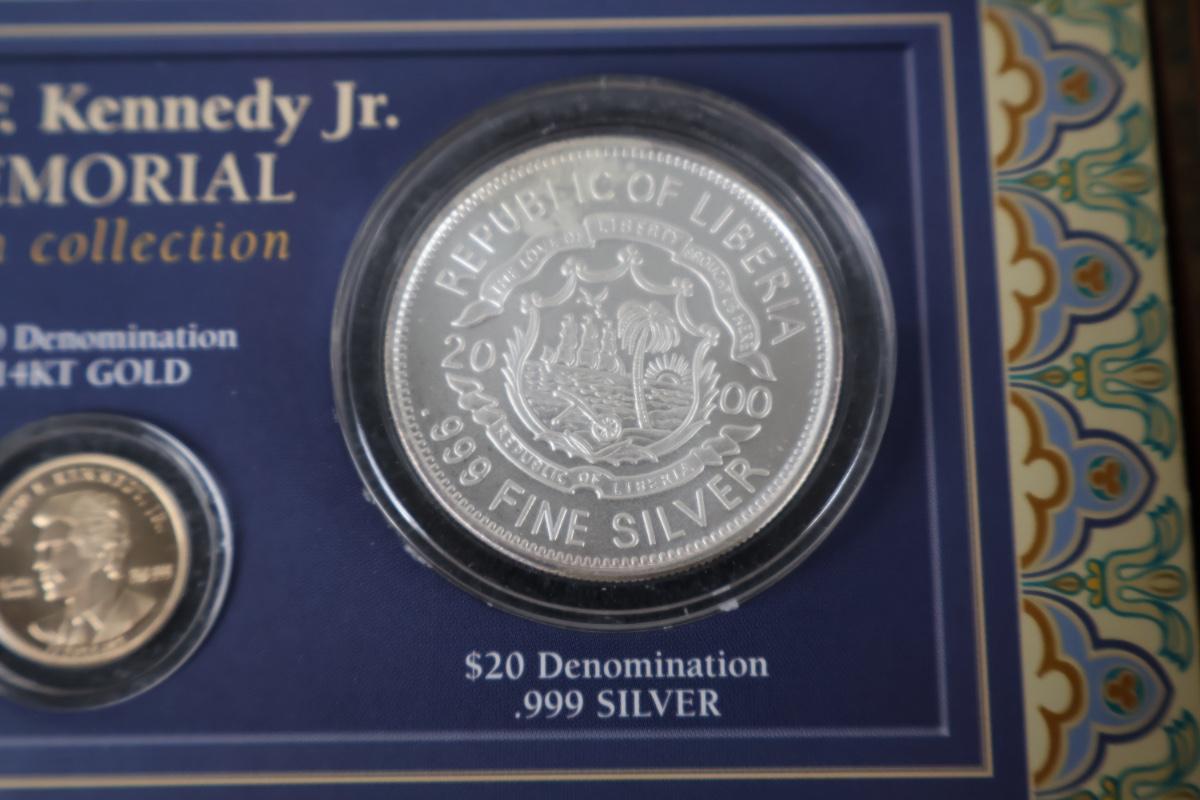 F. Kennedy Jr.
MEMORIAL
collection
Denomination
14KT GOLD
REPUBLIC OF LIBERIA
THE LOVE OF LIBERTY BROUGHT US HERE
20 00
REPUBLIC OF LIBERIA
.999 FINE SILVER
$20 Denomination
.999 SILVER